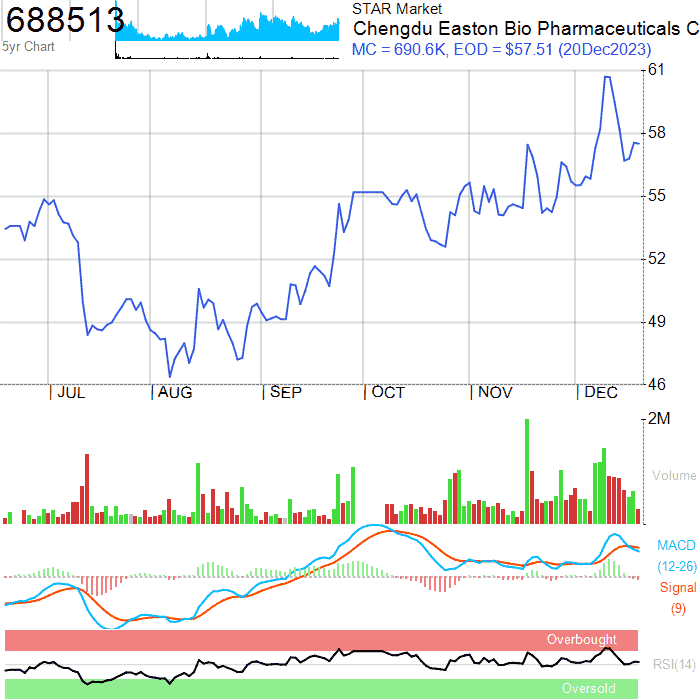 688513
STAR Market
Chengdu Easton Bio Pharmaceuticals C
5yr Chart
MC = 690.6K, EOD = $57.51 (20Dec2023)
61
58
55
52
49
46
JUL
AUG
SEP
OCT
NOV
DEC
2M
Volume
MACD
(12-26)
Signal
(9)
Overbought
RSI(14)
Oversold